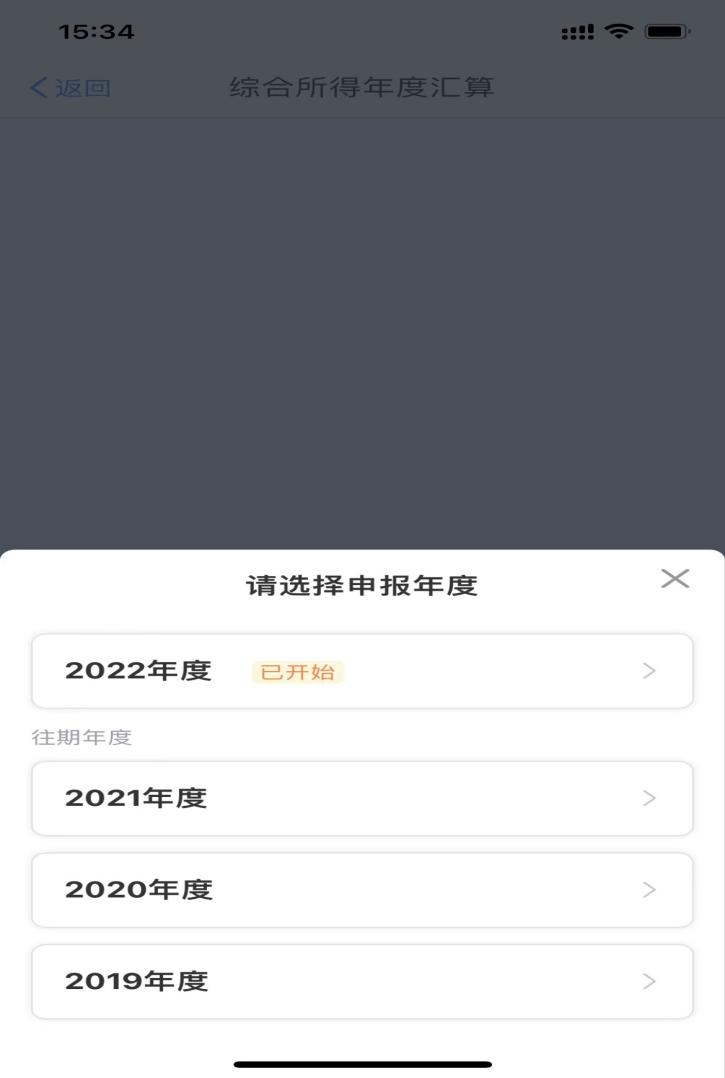 15:34
返回 综合所得年度汇算
请选择申报年度
2022年度 已开始
往期年度
2021年度
2020年度
2019年度